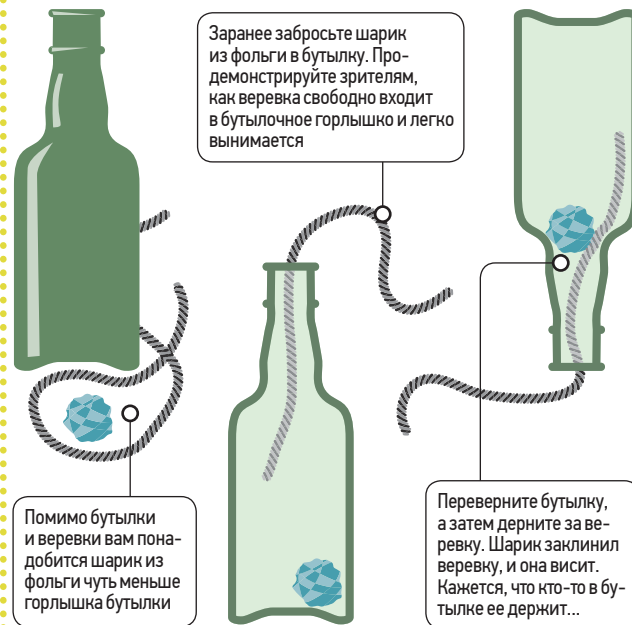 Заранее забросьте шарик
из фольги в бутылку. Про-
демонстрируйте зрителям,
как веревка свободно входит
в бутылочное горлышко и легко
вынимается
Помимо бутылки
и веревки вам пона-
добится шарик из
фольги чуть меньше
горлышка бутылки
Переверните бутылку,
а затем дерните за ве-
ревку. Шарик заклинил
веревку, и она висит.
Кажется, что кто-то в бу-
тылке ее держит...